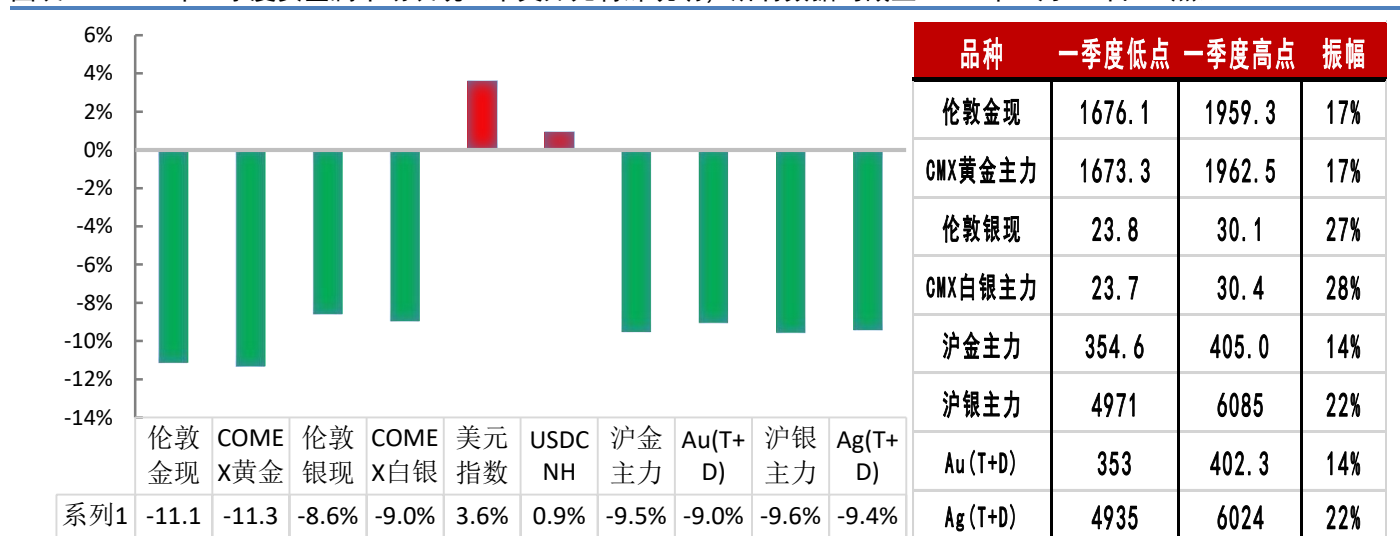 6%
4%
2%
0%
-2%
-4%
-6%
-8%
-10%
-12%
-14%
伦敦 COME 伦敦 COME 美元 USDC 沪金 Au(T+ 沪银 Ag(T+
金现 X黄金 银现 X白银 指数 NH 主力 D) 主力 D)
系列1 -11.1 -11.3 -8.6% -9.0% 3.6% 0.9% -9.5% -9.0% -9.6% -9.4%
品种 一季度低点 一季度高点 振幅
伦敦金现 1676.1 1959.3 17%
CMX黄金主力 1673.3 1962.5 17%
伦敦银现 23.8 30.1 27%
CMX白银主力 23.7 30.4 28%
沪金主力 354.6 405.0 14%
沪银主力 4971 6085 22%
Au(T+D) 353 402.3 14%
Ag(T+D) 4935 6024 22%